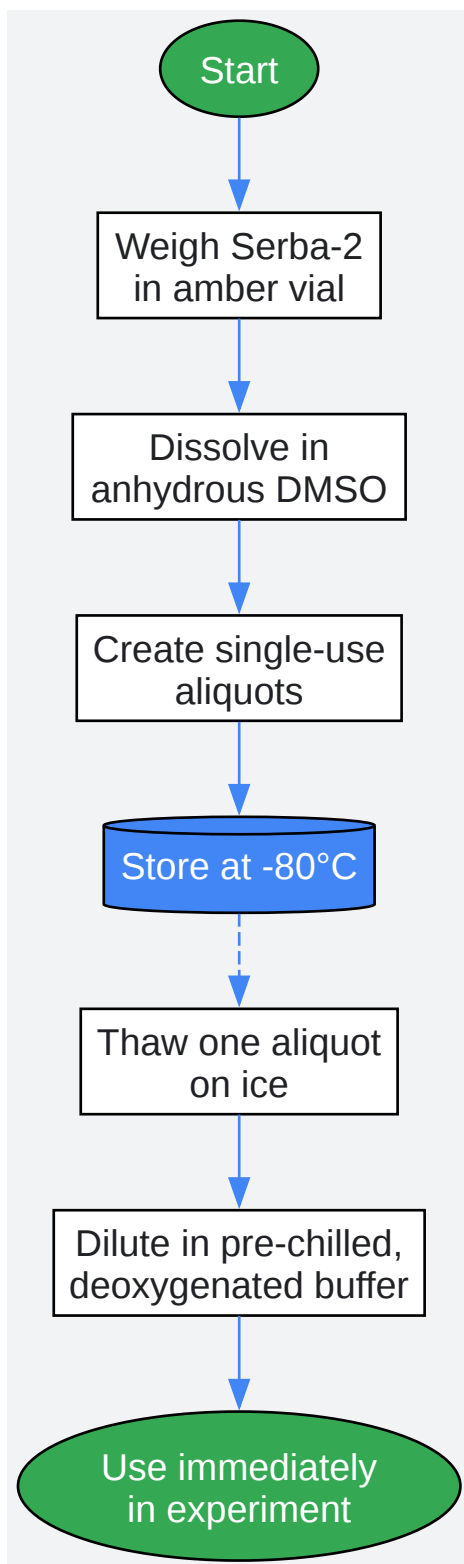 Start
Weigh Serba-2
in amber vial
Dissolve in
anhydrous DMSO
Create single-use
aliquots
Store at -80°C
Thaw one aliquot
on ice
Dilute in pre-chilled,
deoxygenated buffer
Use immediately
in experiment